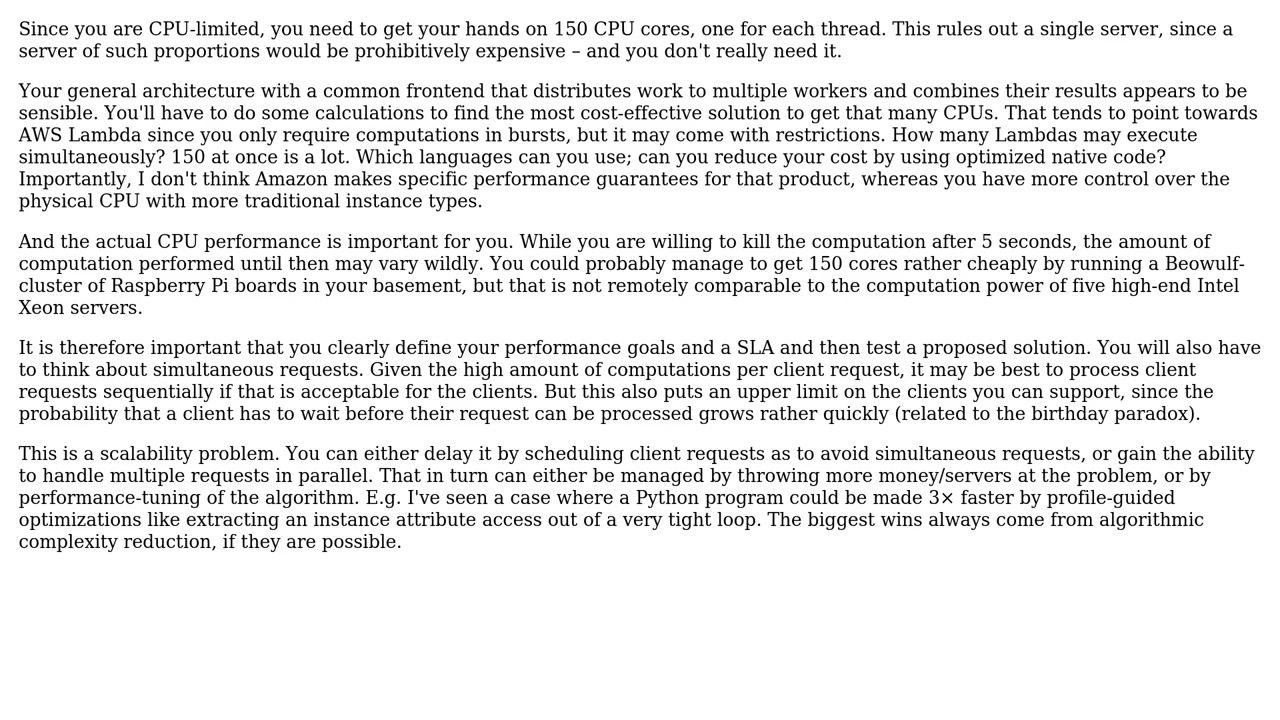 Since you are CPU-limited, you need to get your hands on 150 CPU cores, one for each thread. This rules out a single server, since a
server of such proportions would be prohibitively expensive – and you don't really need it.
Your general architecture with a common frontend that distributes work to multiple workers and combines their results appears to be
sensible. You'll have to do some calculations to find the most cost-effective solution to get that many CPUs. That tends to point towards
AWS Lambda since you only require computations in bursts, but it may come with restrictions. How many Lambdas may execute
simultaneously? 150 at once is a lot. Which languages can you use; can you reduce your cost by using optimized native code?
Importantly, I don't think Amazon makes specific performance guarantees for that product, whereas you have more control over the
physical CPU with more traditional instance types.
And the actual CPU performance is important for you. While you are willing to kill the computation after 5 seconds, the amount of
computation performed until then may vary wildly. You could probably manage to get 150 cores rather cheaply by running a Beowulf-
cluster of Raspberry Pi boards in your basement, but that is not remotely comparable to the computation power of five high-end Intel
Xeon servers.
It is therefore important that you clearly define your performance goals and a SLA and then test a proposed solution. You will also have
to think about simultaneous requests. Given the high amount of computations per client request, it may be best to process client
requests sequentially if that is acceptable for the clients. But this also puts an upper limit on the clients you can support, since the
probability that a client has to wait before their request can be processed grows rather quickly (related to the birthday paradox).
This is a scalability problem. You can either delay it by scheduling client requests as to avoid simultaneous requests, or gain the ability
to handle multiple requests in parallel. That in turn can either be managed by throwing more money/servers at the problem, or by
performance-tuning of the algorithm. E.g. I've seen a case where a Python program could be made 3× faster by profile-guided
optimizations like extracting an instance attribute access out of a very tight loop. The biggest wins always come from algorithmic
complexity reduction, if they are possible.